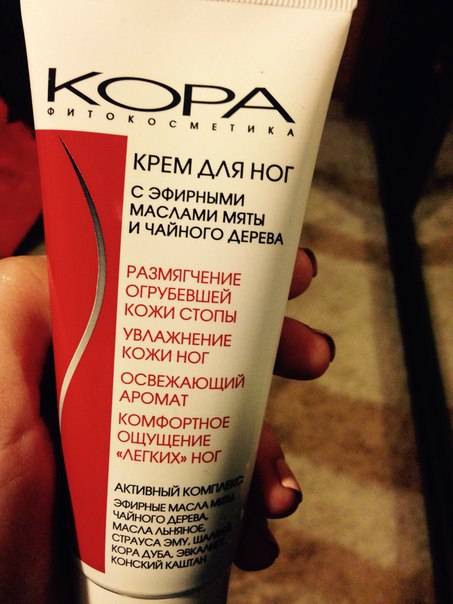 КОРА
ФИТОКОСМЕТИКА
КРЕМ ДЛЯ НОГ
С ЭФИРНЫМИ
МАСЛАМИ МЯТЫ
И ЧАЙНОГО ДЕРЕВА
РАЗМЯГЧЕНИЕ
ОГРУБЕВШЕЙ
КОЖИ СТОПЫ
УВЛАЖНЕНИЕ
КОЖИ НОГ
ОСВЕЖАЮЩИЙ
АРОМАТ
КОМФОРТНОЕ
ОЩУЩЕНИЕ
«ЛЕГКИХ» НОГ
АКТИВНЫЙ КОМПЛЕКС:
ЭФИРНЫЕ МАСЛА МЯТЫ,
ЧАЙНОГО ДЕРЕВА,
МАСЛА ЛЬНЯНОЕ,
СТРАУСА ЭМУ,
КОРА ДУБА,
КОНСКИЙ КАШТАН